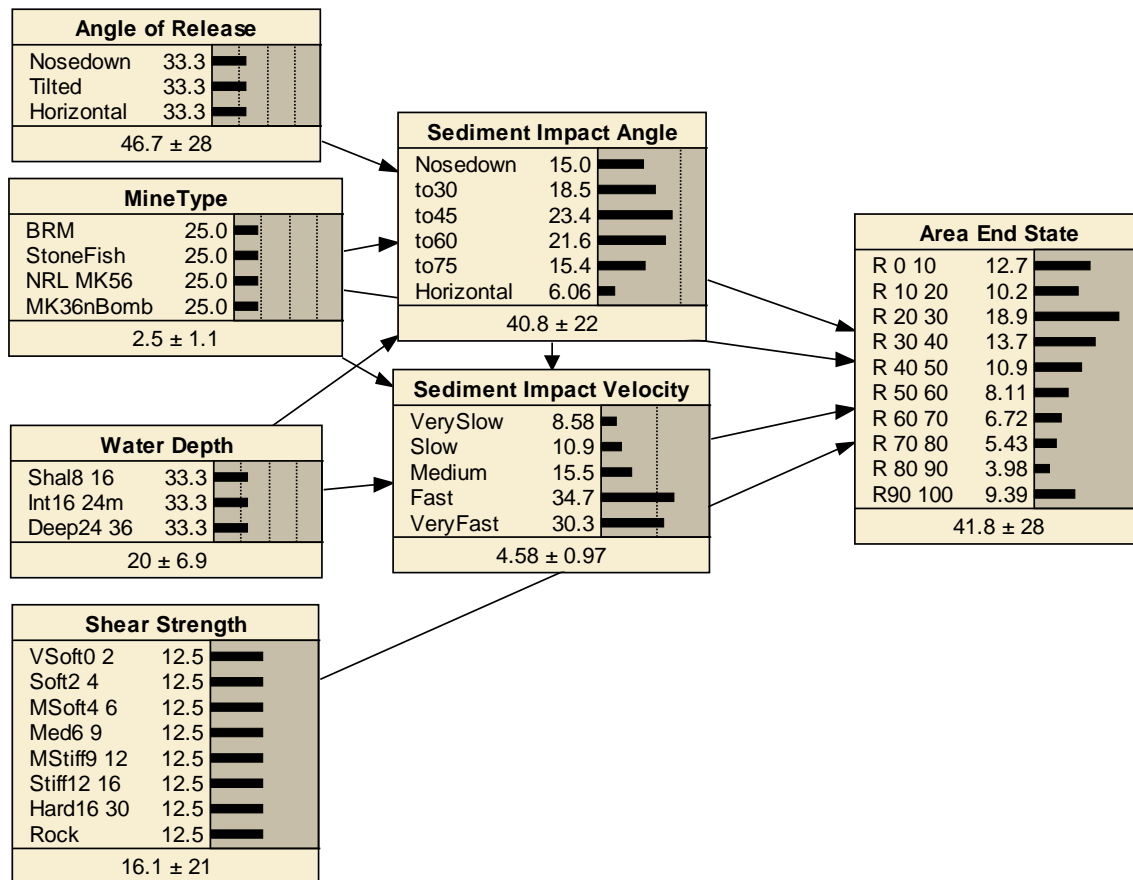 Angle of Release
Nosedown 33.3
Tilted 33.3
Horizontal 33.3
46.7 ± 28
MineType
BRM 25.0
StoneFish 25.0
NRL MK56 25.0
MK36nBomb 25.0
2.5 ± 1.1
Water Depth
Shal8 16 33.3
Int16 24m 33.3
Deep24 36 33.3
20 ± 6.9
Shear Strength
VSoft0 2 12.5
Soft2 4 12.5
MSoft4 6 12.5
Med6 9 12.5
MStiff9 12 12.5
Stiff12 16 12.5
Hard16 30 12.5
Rock 12.5
16.1 ± 21
Sediment Impact Angle
Nosedown 15.0
to30 18.5
to45 23.4
to60 21.6
to75 15.4
Horizontal 6.06
40.8 ± 22
Sediment Impact Velocity
VerySlow 8.58
Slow 10.9
Medium 15.5
Fast 34.7
VeryFast 30.3
4.58 ± 0.97
Area End State
R 0 10 12.7
R 10 20 10.2
R 20 30 18.9
R 30 40 13.7
R 40 50 10.9
R 50 60 8.11
R 60 70 6.72
R 70 80 5.43
R 80 90 3.98
R90 100 9.39
41.8 ± 28